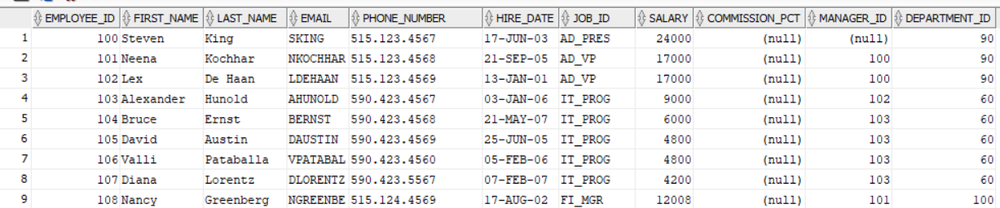 EMPLOYEE_ID FIRST_NAME LAST_NAME EMAIL PHONE_NUMBER HIRE_DATE JOB_ID SALARY COMMISSION_PCT MANAGER_ID DEPARTMENT_ID
1 100 Steven King SKING 515.123.4567 17-JUN-03 AD_PRES 24000 (null) (null) 90
2 101 Neena Kochhar NKOCHHAR 515.123.4568 21-SEP-05 AD_VP 17000 (null) 100 90
3 102 Lex De Haan LDEHAAN 515.123.4569 13-JAN-01 AD_VP 17000 (null) 100 90
4 103 Alexander Hunold AHUNOLD 590.423.4567 03-JAN-06 IT_PROG 9000 (null) 102 60
5 104 Bruce Ernst BERNST 590.423.4568 21-MAY-07 IT_PROG 6000 (null) 103 60
6 105 David Austin DAUSTIN 590.423.4569 25-JUN-05 IT_PROG 4800 (null) 103 60
7 106 Valli Pataballa VPATABAL 590.423.4560 05-FEB-06 IT_PROG 4800 (null) 103 60
8 107 Diana Lorentz DLORENTZ 590.423.5567 07-FEB-07 IT_PROG 4200 (null) 103 60
9 108 Nancy Greenberg NGREENBE 515.124.4569 17-AUG-02 FI_MGR 12008 (null) 101 100